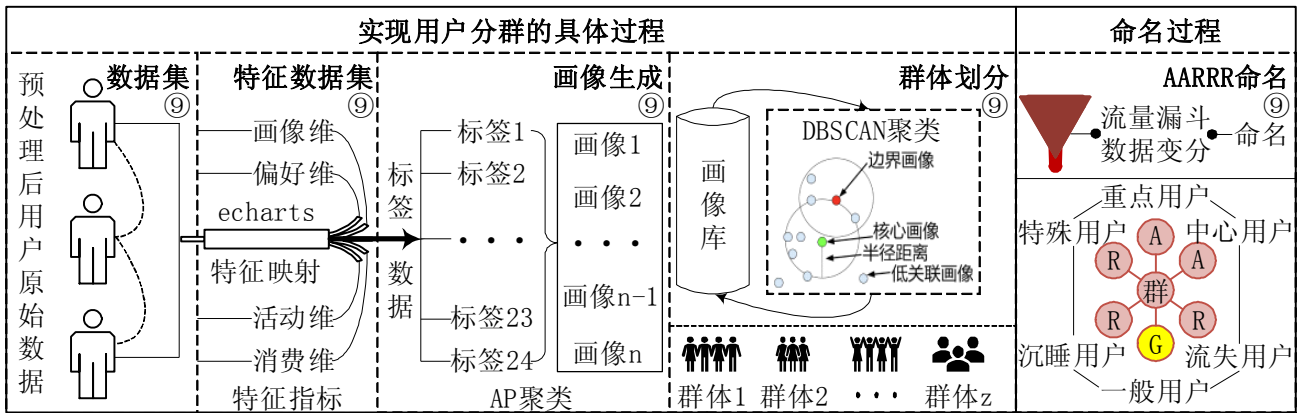 实现用户分群的具体过程
命名过程
预处理后用户原始数据
数据集
⑨
特征数据集
⑨
画像维
偏好维
echarts
特征映射
活动维
消费维
特征指标
画像生成
⑨
标签数据
标签1
标签2
···
标签23
标签24
画像1
画像2
···
画像n-1
画像n
AP聚类
群体划分
⑨
画像库
DBSCAN聚类
边界画像
核心画像
半径距离
低关联画像
群体1
群体2
···
群体z
AARRR命名
⑨
流量漏斗
数据变分
命名
重点用户
特殊用户
中心用户
A
R
A
群
R
R
G
沉睡用户
流失用户
一般用户